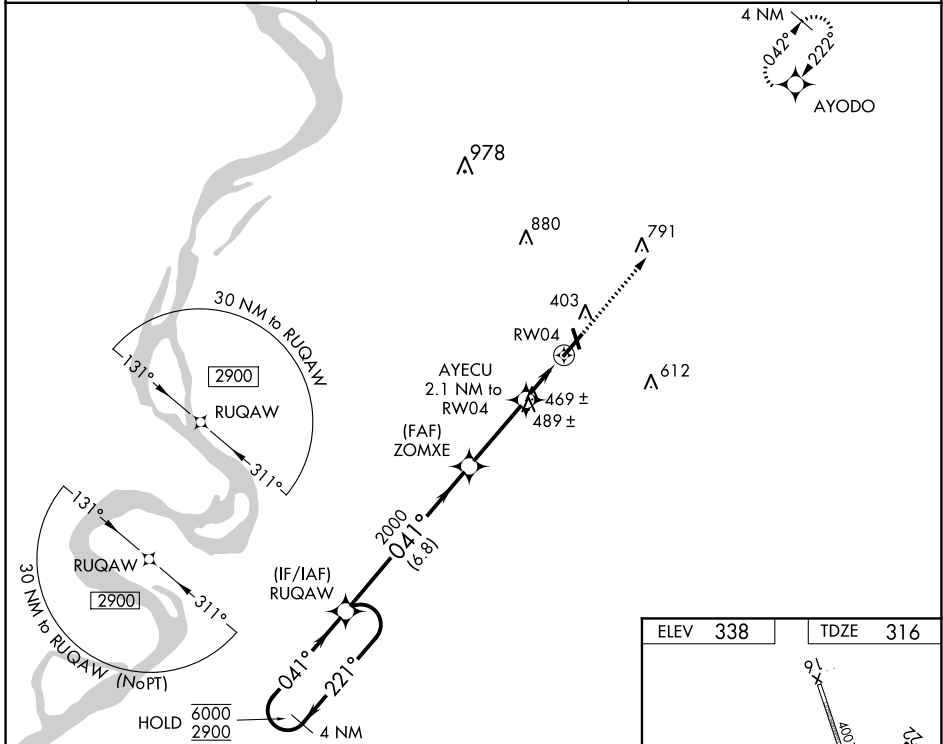 4 NM
042°
222°
AYODO
978
880
791
403
RW04
612
30 NM to RUQAW
131°
2900
RUQAW
311°
AYECU
2.1 NM to
RW04
469 ±
489 ±
(FAF)
ZOMXE
2000
041°
(6.8)
131°
RUQAW
2900
311°
30 NM to RUQAW (NoPT)
(IF/IAF)
RUQAW
041°
221°
HOLD 6000
2900
4 NM
ELEV 338
TDZE 316
16
4001
22